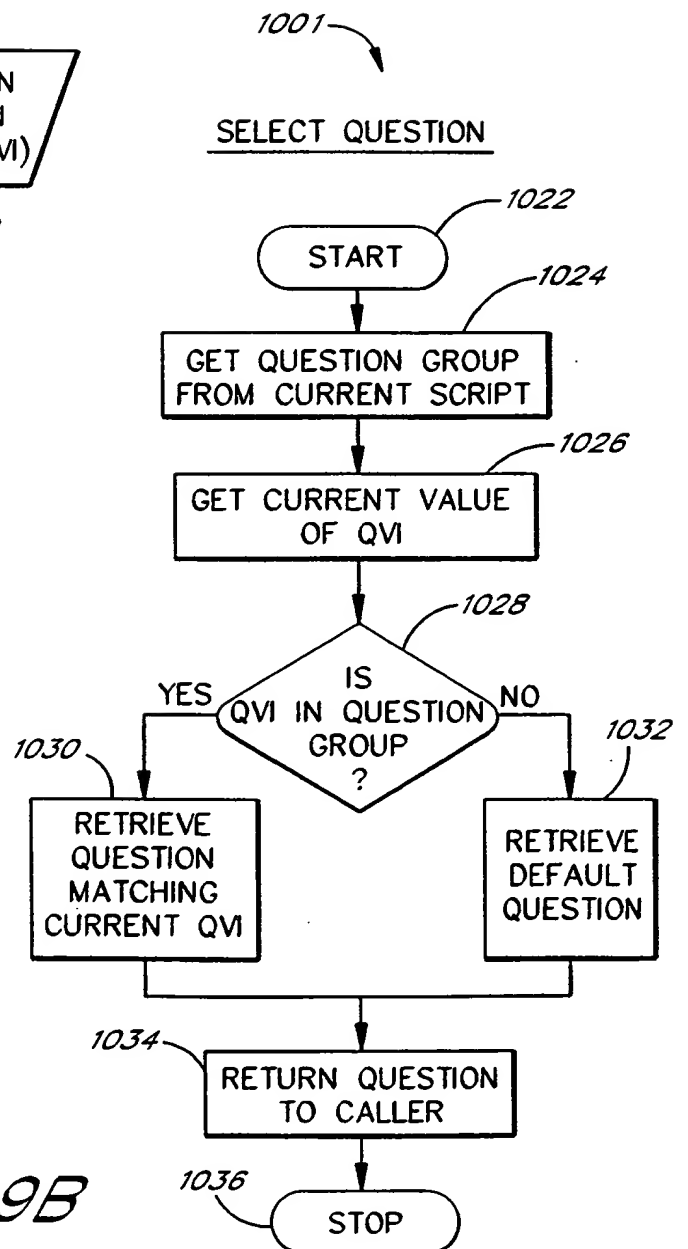 1001
N
VI)
SELECT QUESTION
1022
START
1024
GET QUESTION GROUP
FROM CURRENT SCRIPT
1026
GET CURRENT VALUE
OF QVI
1028
IS
QVI IN QUESTION
GROUP
?
YES
NO
1030
RETRIEVE
QUESTION
MATCHING
CURRENT QVI
1032
RETRIEVE
DEFAULT
QUESTION
1034
RETURN QUESTION
TO CALLER
1036
STOP
9B